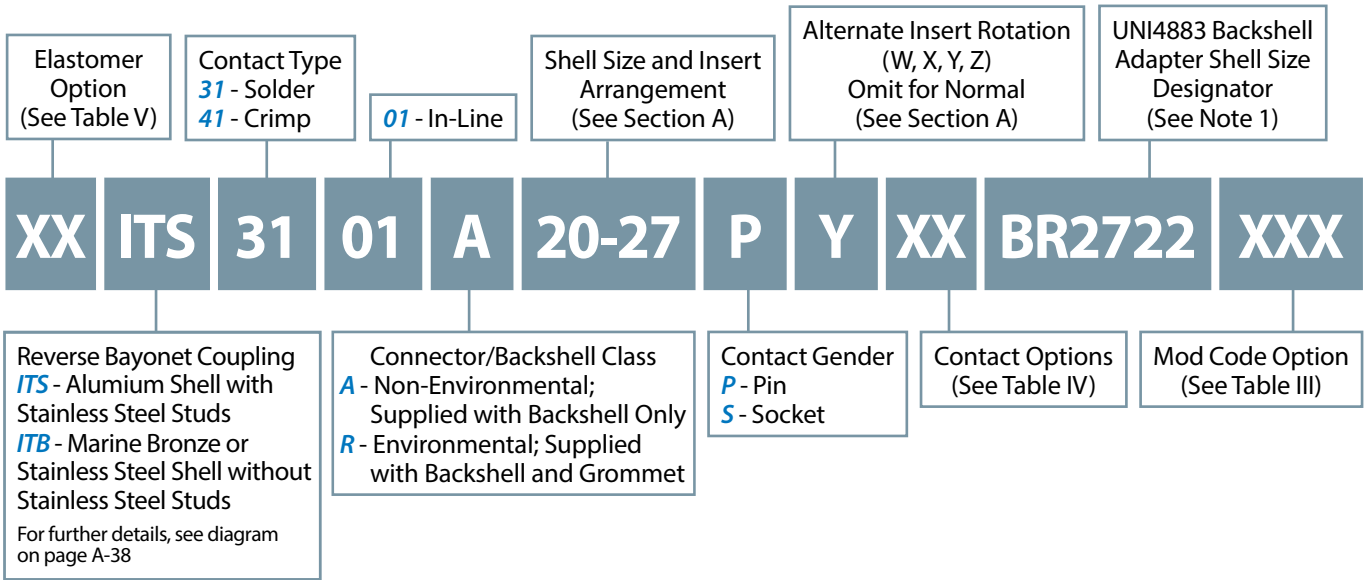 Elastomer
Option
(See Table V)
Contact Type
31 - Solder
41 - Crimp
01 - In-Line
Shell Size and Insert
Arrangement
(See Section A)
Alternate Insert Rotation
(W, X, Y, Z)
Omit for Normal
(See Section A)
UNI4883 Backshell
Adapter Shell Size
Designator
(See Note 1)
XX ITS 31 01 A 20-27 P Y XX BR2722 XXX
Reverse Bayonet Coupling
ITS - Alumium Shell with
Stainless Steel Studs
ITB - Marine Bronze or
Stainless Steel Shell without
Stainless Steel Studs
For further details, see diagram
on page A-38
Connector/Backshell Class
A - Non-Environmental;
Supplied with Backshell Only
R - Environmental; Supplied
with Backshell and Grommet
Contact Gender
P - Pin
S - Socket
Contact Options
(See Table IV)
Mod Code Option
(See Table III)